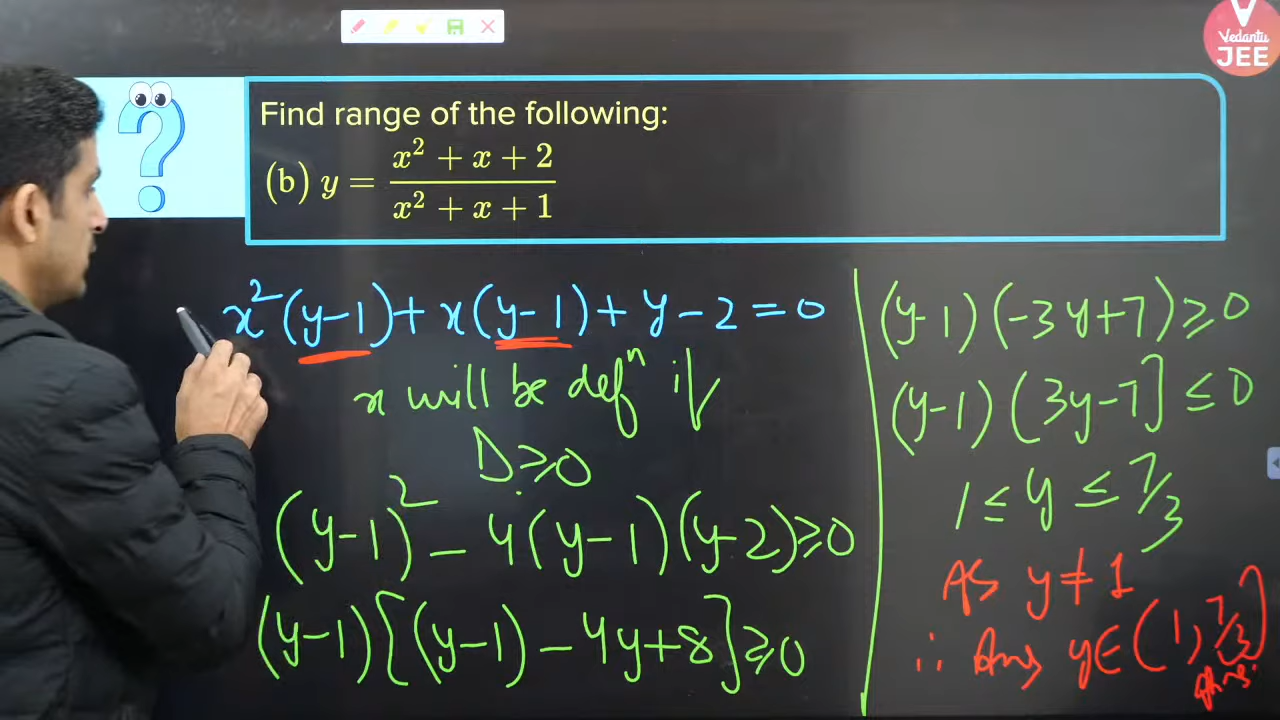 Vedantu
JEE
Find range of the following:
(b) y = (x² + x + 2)/(x² + x + 1)
x²(y-1) + x(y-1) + y - 2 = 0
x will be defⁿ if
D ≥ 0
(y-1)² - 4(y-1)(y-2) ≥ 0
(y-1)[(y-1) - 4y + 8] ≥ 0
(y-1)(-3y+7) ≥ 0
(y-1)(3y-7] ≤ 0
1 ≤ y ≤ 7/3
As y ≠ 1
∴ Ans y ∈ (1, 7/3]